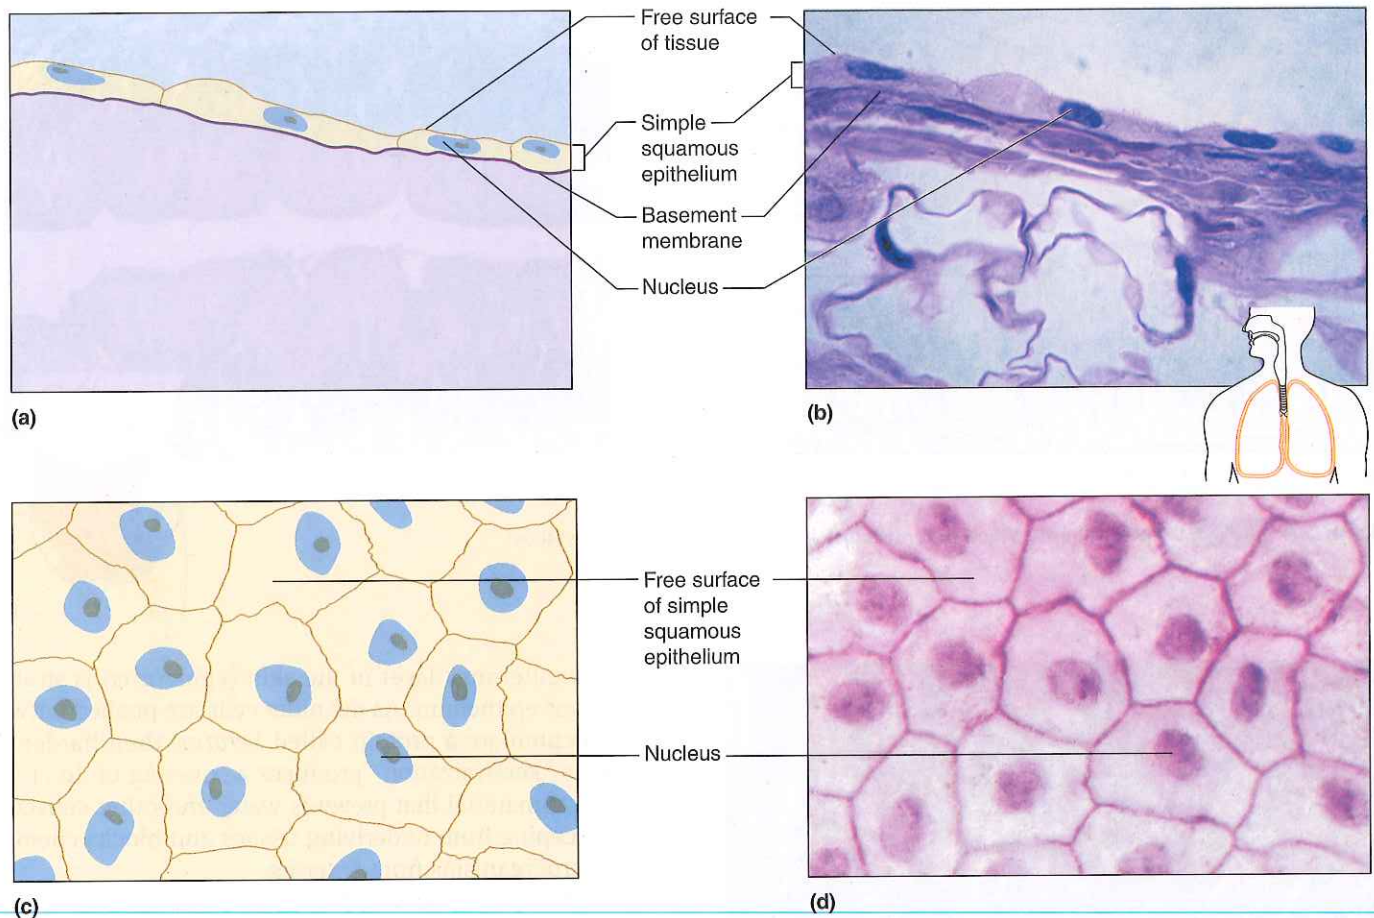 Free surface
of tissue
Simple
squamous
epithelium
Basement
membrane
Nucleus
(a)
(b)
Free surface
of simple
squamous
epithelium
Nucleus
(c)
(d)